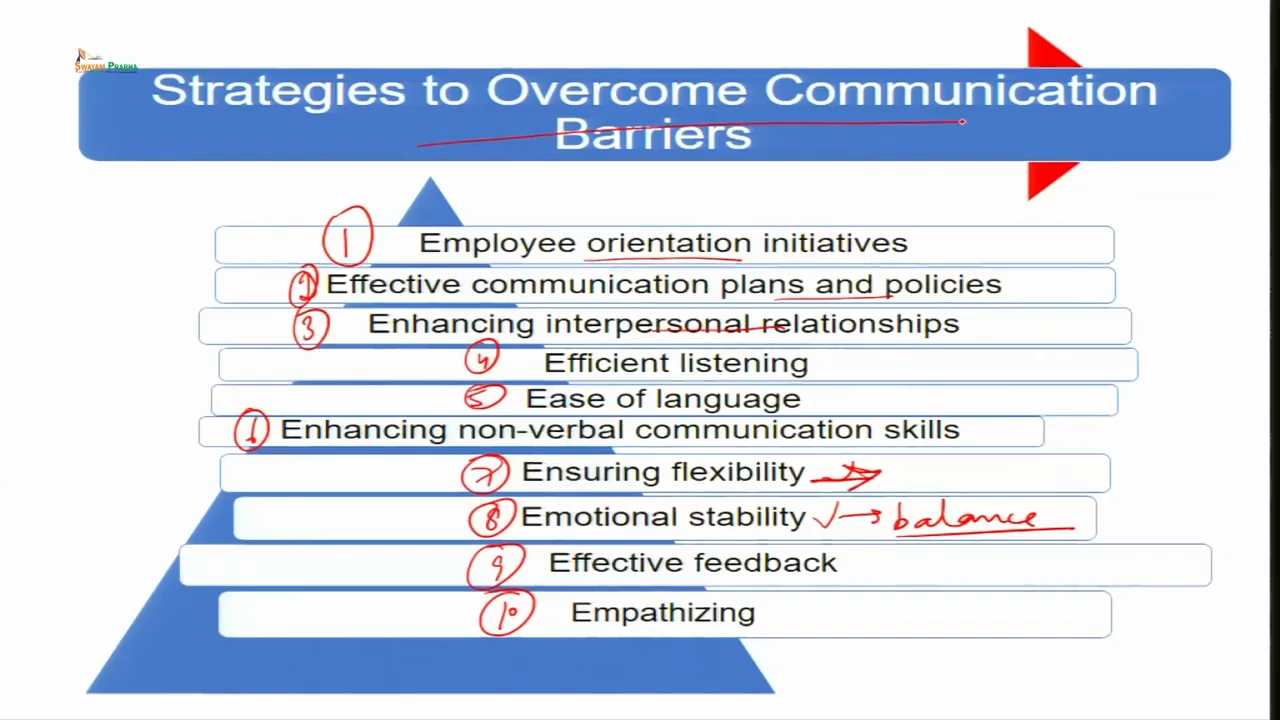 SWAYAM PRABHA
Strategies to Overcome Communication
Barriers
1 Employee orientation initiatives
2 Effective communication plans and policies
3 Enhancing interpersonal relationships
4 Efficient listening
5 Ease of language
6 Enhancing non-verbal communication skills
7 Ensuring flexibility
8 Emotional stability ✓→ balance
9 Effective feedback
10 Empathizing